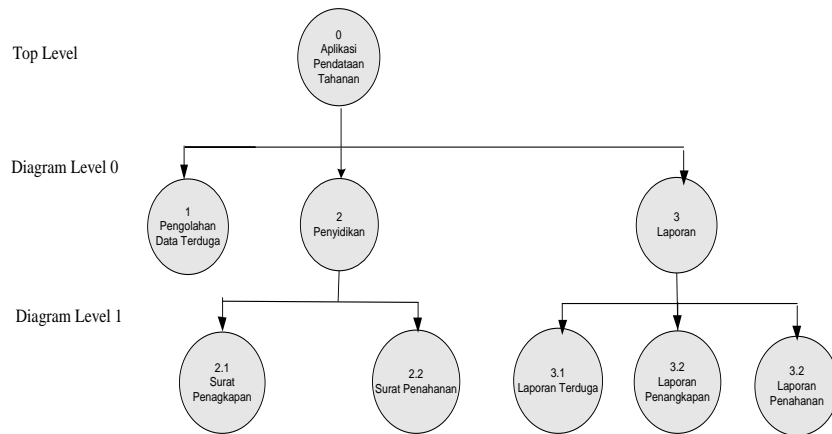 Top Level
0
Aplikasi
Pendataan
Tahanan
Diagram Level 0
1
Pengolahan
Data Terduga
2
Penyidikan
3
Laporan
Diagram Level 1
2.1
Surat
Penagkapan
2.2
Surat Penahanan
3.1
Laporan Terduga
3.2
Laporan
Penangkapan
3.2
Laporan
Penahanan